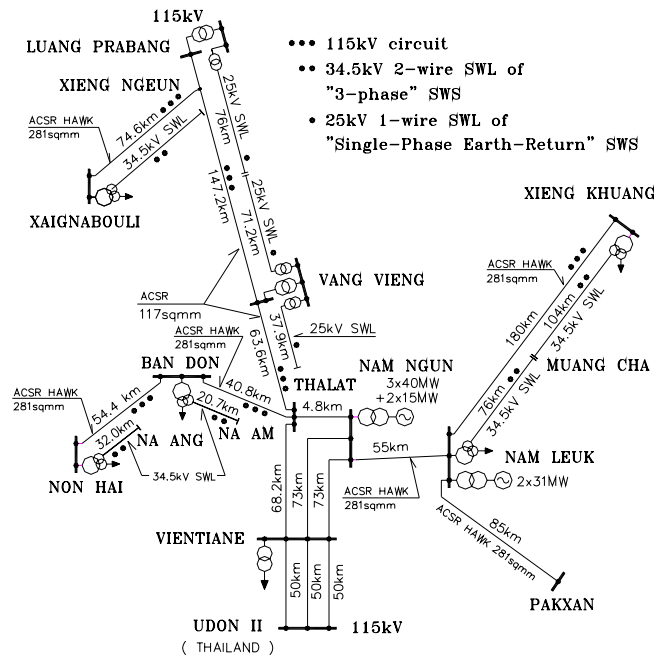 115kV
LUANG PRABANG
XIENG NGEUN
ACSR HAWK
281sqmm
74.6km
34.5kV SWL
XAIGNABOULI
25kV SWL
76km
147.2km
25kV SWL
71.2km
••• 115kV circuit
•• 34.5kV 2-wire SWL of
"3-phase" SWS
• 25kV 1-wire SWL of
"Single-Phase Earth-Return" SWS
XIENG KHUANG
ACSR HAWK
281sqmm
180km
104km
34.5kV SWL
MUANG CHA
76km
34.5kV SWL
VANG VIENG
ACSR
117sqmm
ACSR HAWK
281sqmm
63.6km
37.9km
25kV SWL
BAN DON
THALAT
NAM NGUN
3x40MW
+2x15MW
ACSR HAWK
281sqmm
54.4 km
40.8km
20.7km
4.8km
32.0km
NA ANG
NA AM
34.5kV SWL
NON HAI
55km
ACSR HAWK
281sqmm
NAM LEUK
2x31MW
68.2km
73km
73km
85km
ACSR HAWK 281sqmm
PAKXAN
VIENTIANE
50km
50km
50km
UDON II
115kV
( THAILAND )